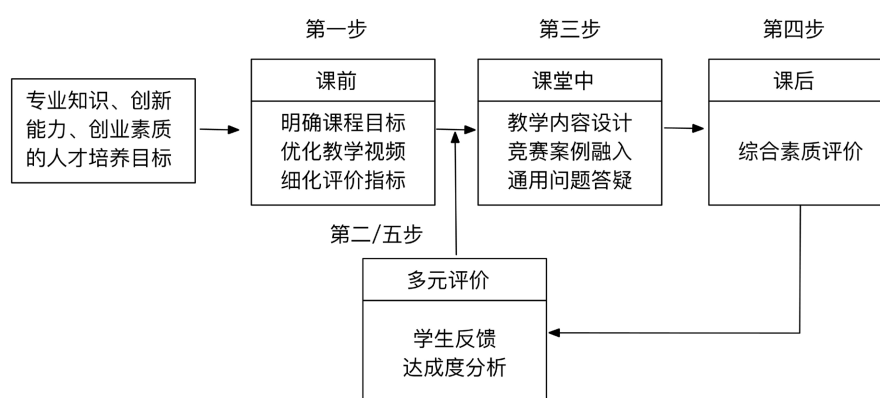 第一步
第三步
第四步
专业知识、创新
能力、创业素质
的人才培养目标
课前
明确课程目标
优化教学视频
细化评价指标
课堂中
教学内容设计
竞赛案例融入
通用问题答疑
课后
综合素质评价
第二/五步
多元评价
学生反馈
达成度分析